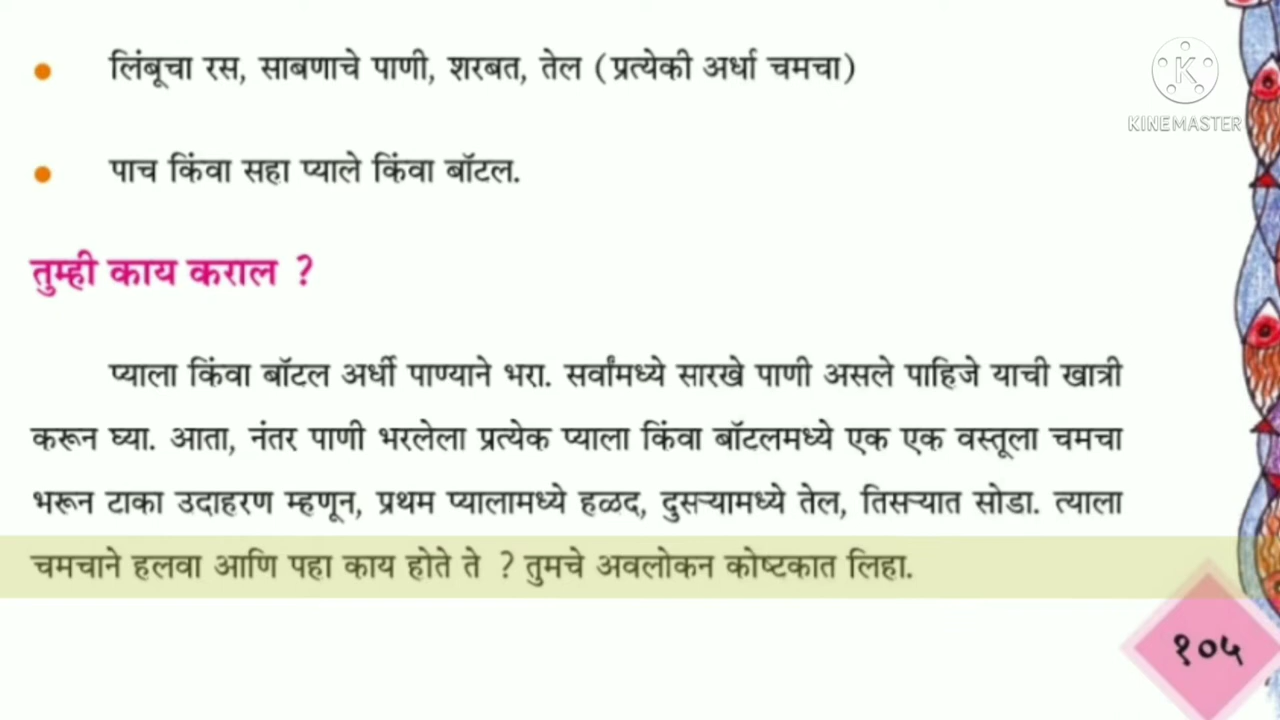 • लिंबूचा रस, साबणाचे पाणी, शरबत, तेल (प्रत्येकी अर्धा चमचा)
KINEMASTER
• पाच किंवा सहा प्याले किंवा बॉटल.
तुम्ही काय कराल ?
प्याला किंवा बॉटल अर्धी पाण्याने भरा. सर्वांमध्ये सारखे पाणी असले पाहिजे याची खात्री
करून घ्या. आता, नंतर पाणी भरलेला प्रत्येक प्याला किंवा बॉटलमध्ये एक एक वस्तूला चमचा
भरून टाका उदाहरण म्हणून, प्रथम प्यालामध्ये हळद, दुसऱ्यामध्ये तेल, तिसऱ्यात सोडा. त्याला
चमचाने हलवा आणि पहा काय होते ते ? तुमचे अवलोकन कोष्टकात लिहा.
१०५